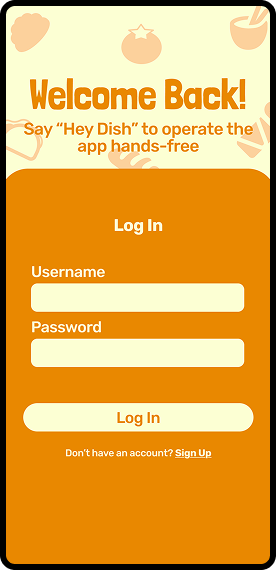 Welcome Back!
Say “Hey Dish” to operate the
app hands-free
Log In
Username
Password
Log In
Don’t have an account? Sign Up